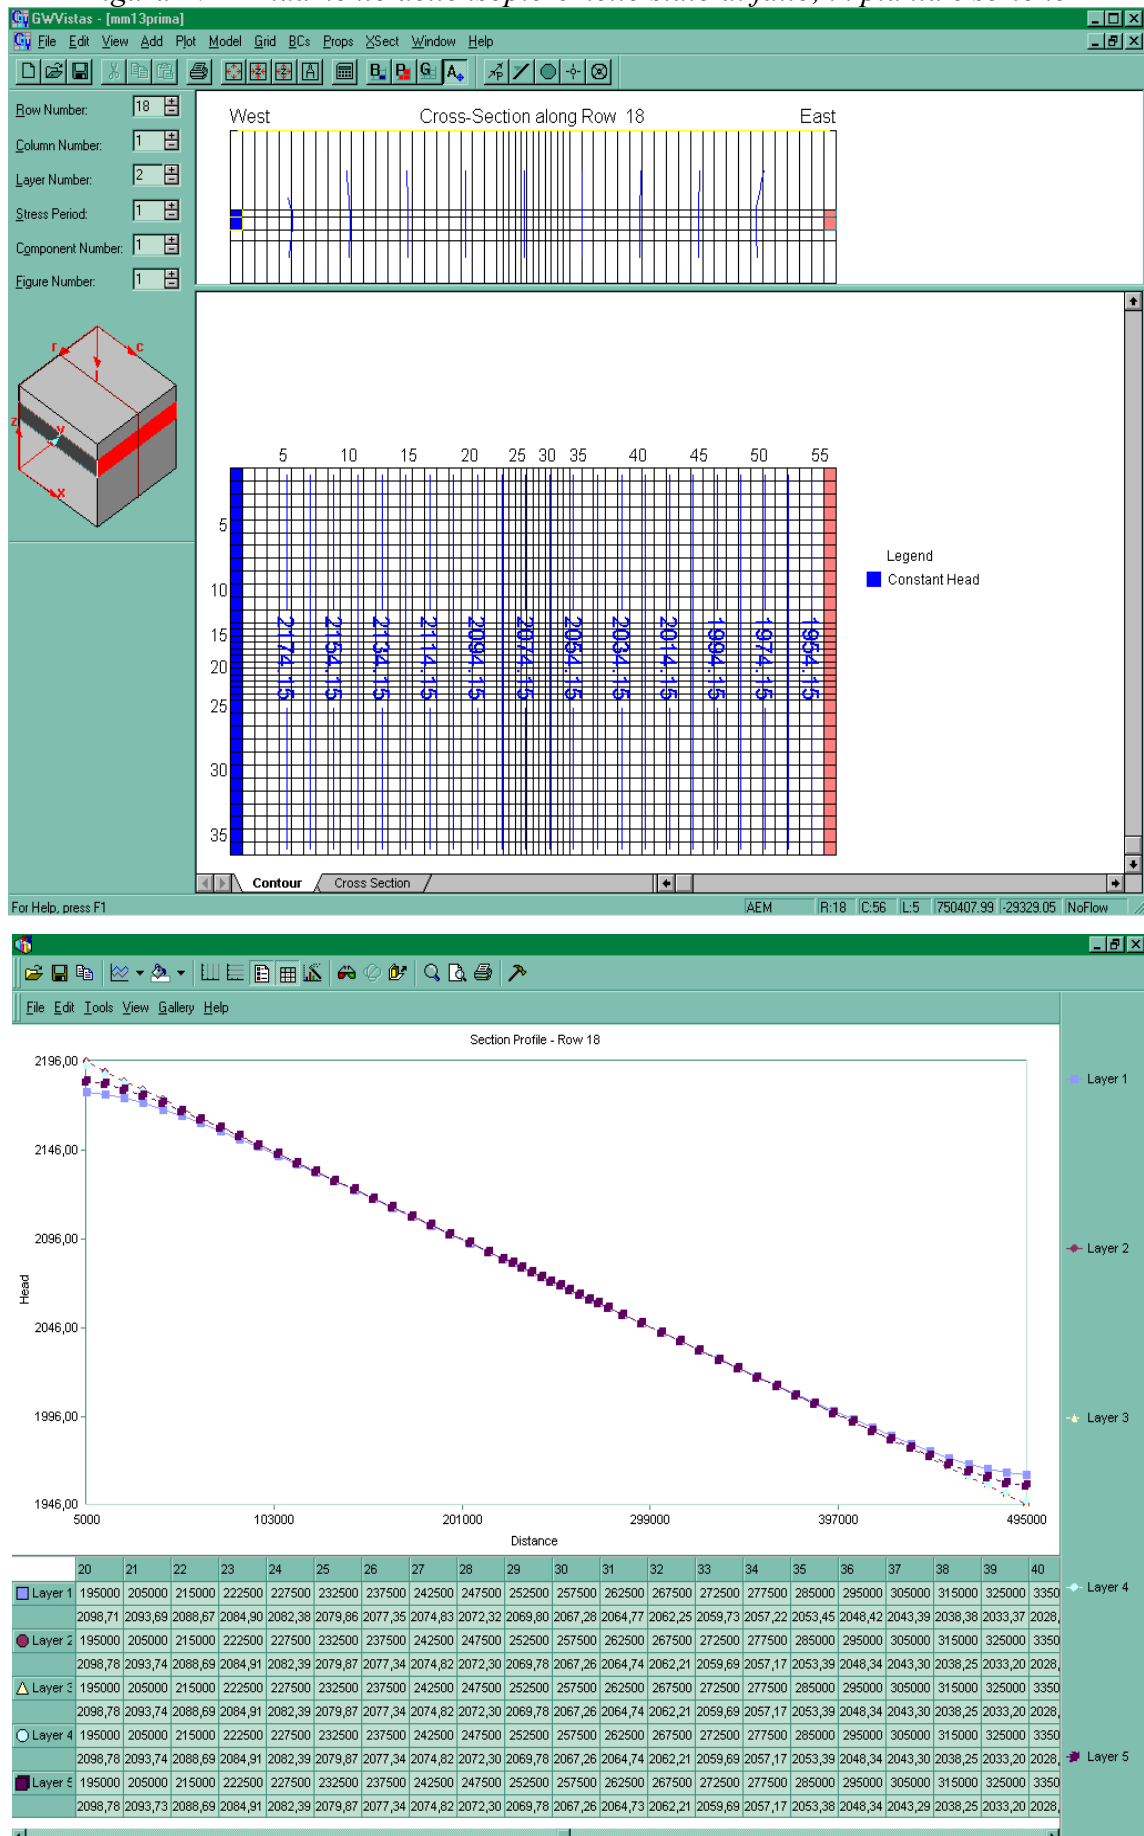 GWVistas - [mm13prima]
File Edit View Add Plot Model Grid BCs Props XSect Window Help
Row Number: 18
Column Number: 1
Layer Number: 2
Stress Period: 1
Component Number: 1
Figure Number: 1
West Cross-Section along Row 18 East
r c
z y
x
5 10 15 20 25 30 35 40 45 50 55
5
10
15
20
25
30
35
2174.15 2154.15 2134.15 2114.15 2094.15 2074.15 2054.15 2034.15 2014.15 1994.15 1974.15 1954.15
Legend
Constant Head
Contour Cross Section
For Help, press F1 AEM R:18 C:56 L:5 750407.99 -29329.05 NoFlow
File Edit Tools View Gallery Help
Section Profile - Row 18
2196,00
2146,00
2096,00
2046,00
1996,00
1946,00
Head
5000 103000 201000 299000 397000 495000
Distance
Layer 1
Layer 2
Layer 3
Layer 4
Layer 5
20 21 22 23 24 25 26 27 28 29 30 31 32 33 34 35 36 37 38 39 40
Layer 1 195000 205000 215000 222500 227500 232500 237500 242500 247500 252500 257500 262500 267500 272500 277500 285000 295000 305000 315000 325000 3350
2098,71 2093,69 2088,67 2084,90 2082,38 2079,86 2077,35 2074,83 2072,32 2069,80 2067,28 2064,77 2062,25 2059,73 2057,22 2053,45 2048,42 2043,39 2038,38 2033,37 2028,
Layer 2 195000 205000 215000 222500 227500 232500 237500 242500 247500 252500 257500 262500 267500 272500 277500 285000 295000 305000 315000 325000 3350
2098,78 2093,74 2088,69 2084,91 2082,39 2079,87 2077,34 2074,82 2072,30 2069,78 2067,26 2064,74 2062,21 2059,69 2057,17 2053,39 2048,34 2043,30 2038,25 2033,20 2028,
Layer 3 195000 205000 215000 222500 227500 232500 237500 242500 247500 252500 257500 262500 267500 272500 277500 285000 295000 305000 315000 325000 3350
2098,78 2093,74 2088,69 2084,91 2082,39 2079,87 2077,34 2074,82 2072,30 2069,78 2067,26 2064,74 2062,21 2059,69 2057,17 2053,39 2048,34 2043,30 2038,25 2033,20 2028,
Layer 4 195000 205000 215000 222500 227500 232500 237500 242500 247500 252500 257500 262500 267500 272500 277500 285000 295000 305000 315000 325000 3350
2098,78 2093,74 2088,69 2084,91 2082,39 2079,87 2077,34 2074,82 2072,30 2069,78 2067,26 2064,74 2062,21 2059,69 2057,17 2053,39 2048,34 2043,30 2038,25 2033,20 2028,
Layer 5 195000 205000 215000 222500 227500 232500 237500 242500 247500 252500 257500 262500 267500 272500 277500 285000 295000 305000 315000 325000 3350
2098,78 2093,73 2088,69 2084,91 2082,39 2079,87 2077,34 2074,82 2072,30 2069,78 2067,26 2064,73 2062,21 2059,69 2057,17 2053,38 2048,34 2043,29 2038,25 2033,20 2028,